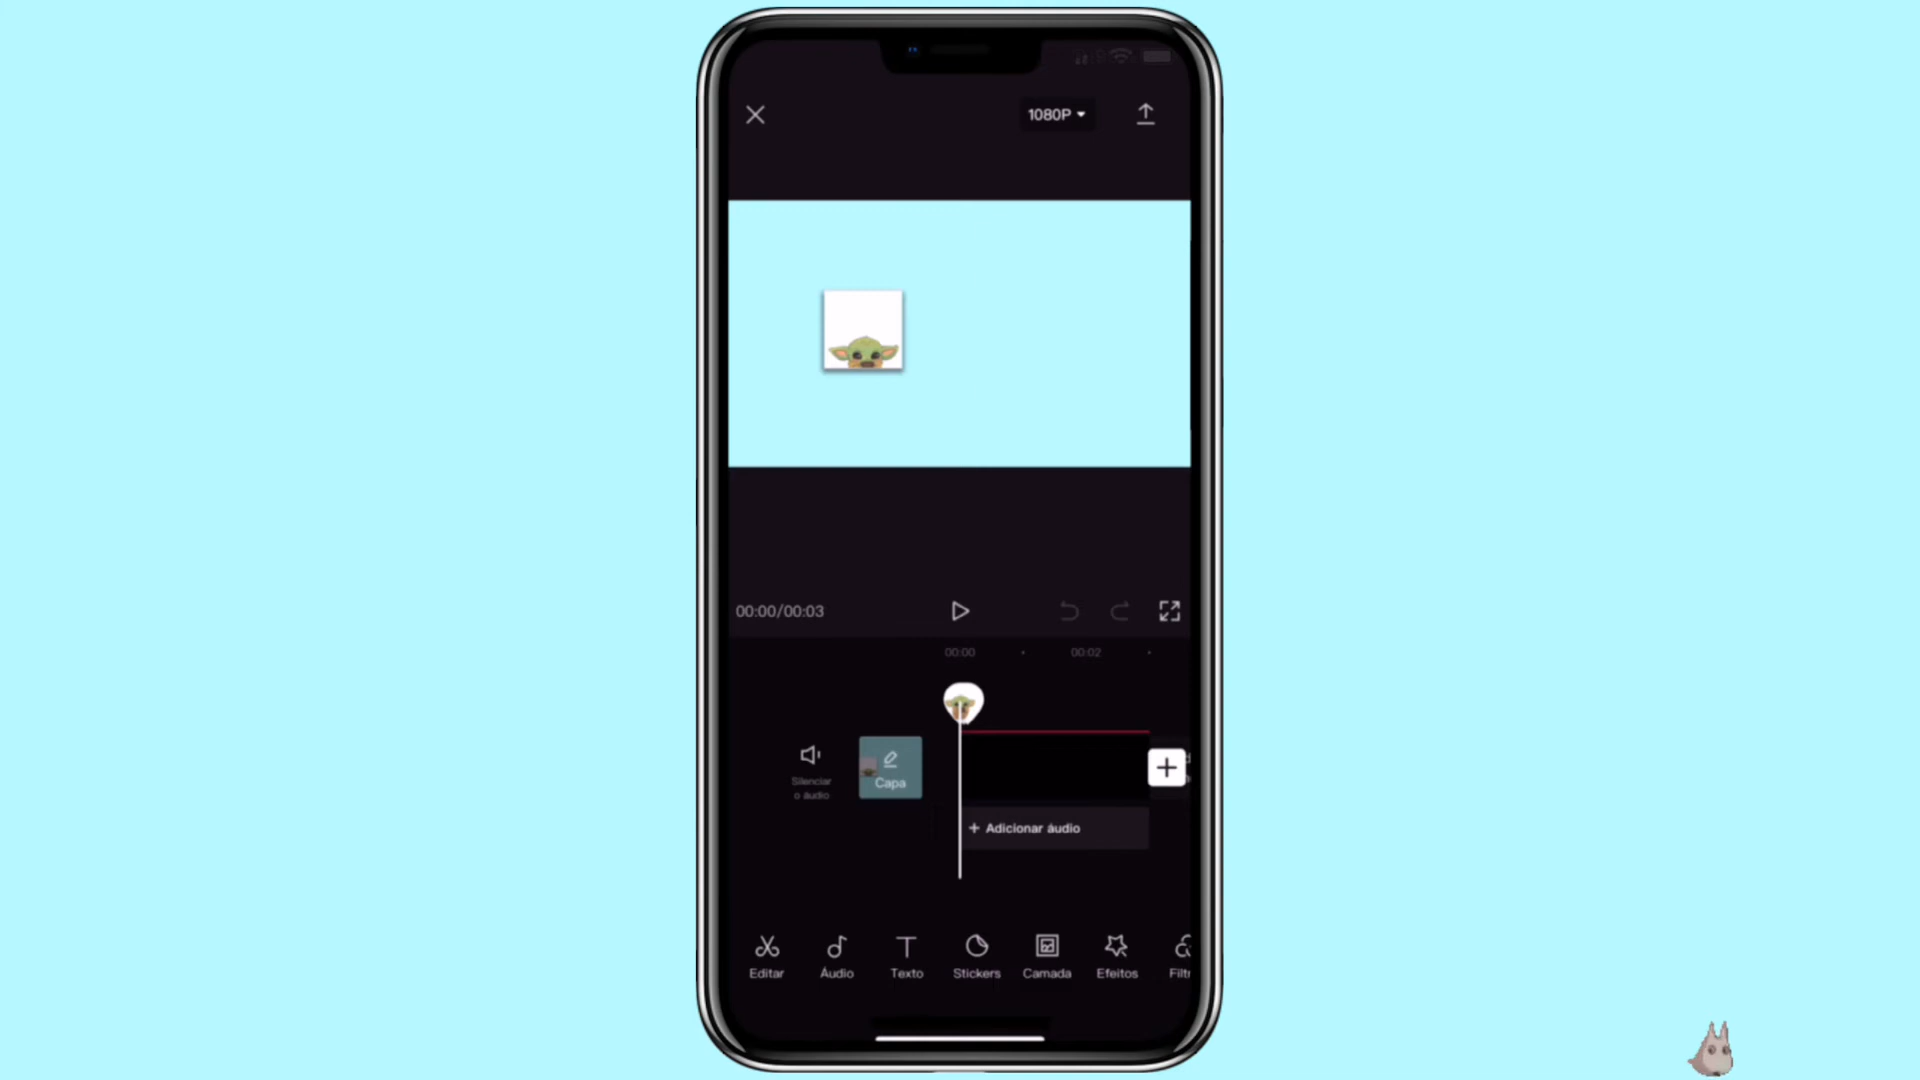 1080P
00:00/00:03
00:00
00:02
Silenciar
o áudio
Capa
+ Adicionar áudio
Editar
Áudio
Texto
Stickers
Camada
Efeitos
Filtr